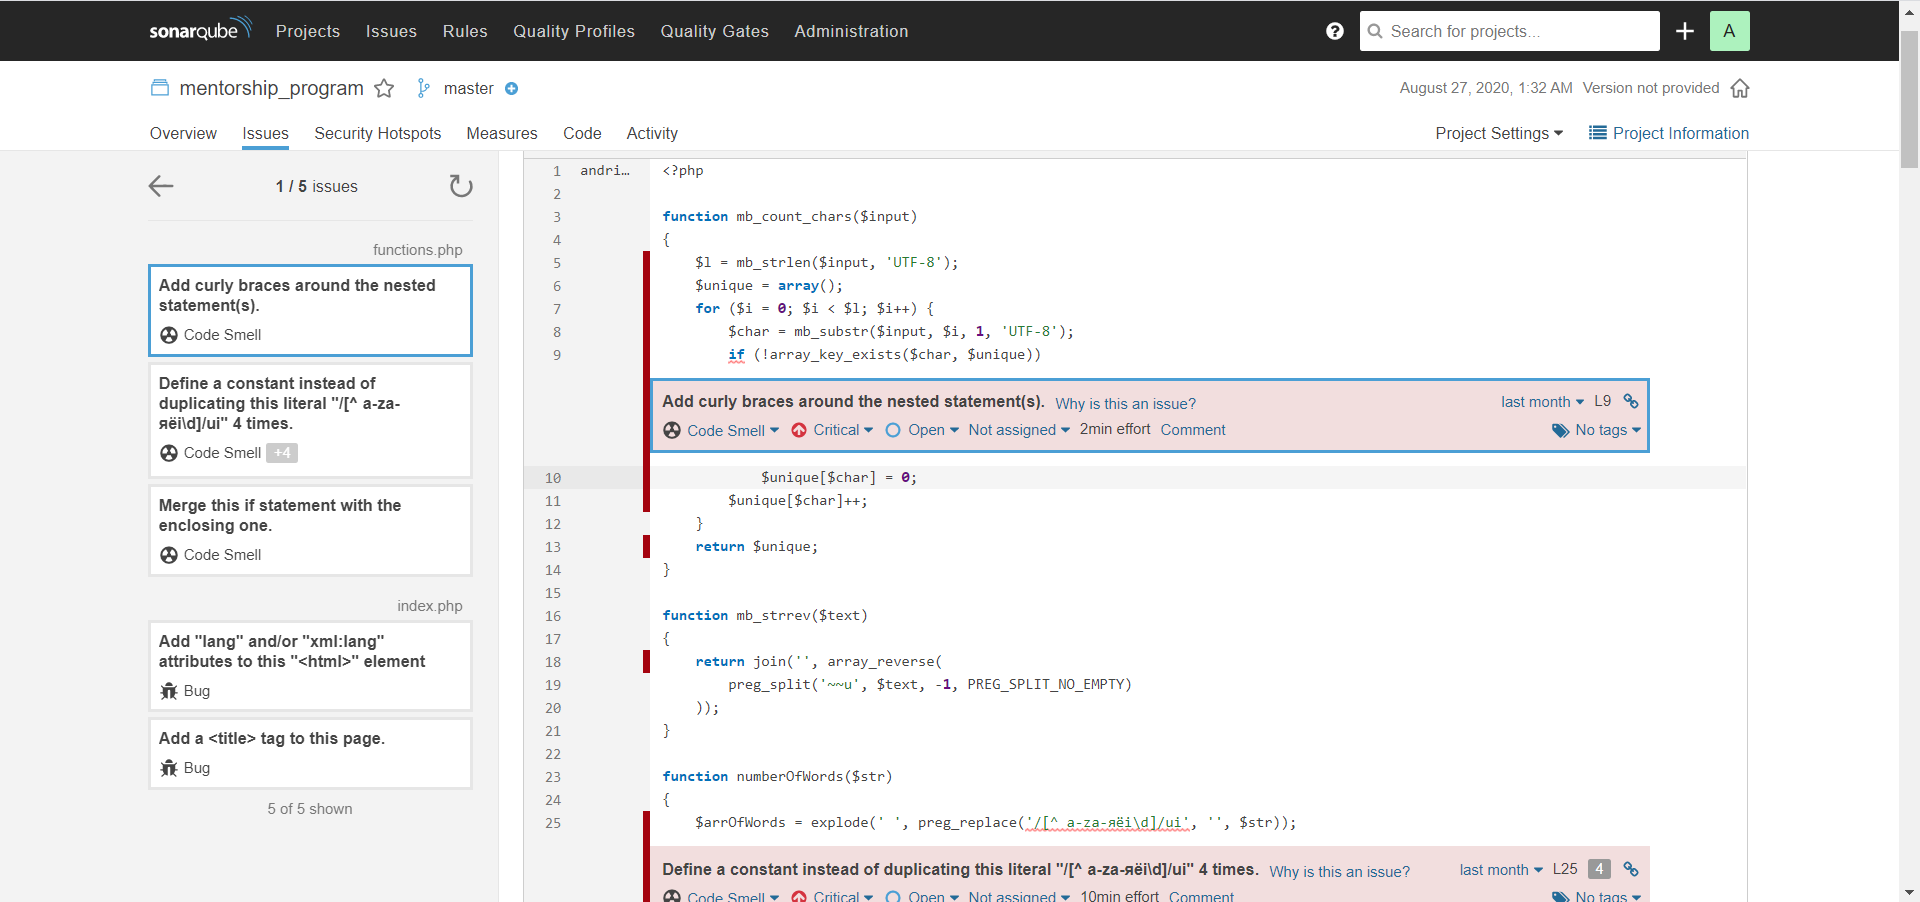 sonarqube Projects Issues Rules Quality Profiles Quality Gates Administration ? Search for projects... + A
mentorship_program master August 27, 2020, 1:32 AM Version not provided
Overview Issues Security Hotspots Measures Code Activity Project Settings Project Information
1 / 5 issues
functions.php
Add curly braces around the nested
statement(s).
Code Smell
Define a constant instead of
duplicating this literal "/[^ a-za-
яёі\d]/ui" 4 times.
Code Smell +4
Merge this if statement with the
enclosing one.
Code Smell
index.php
Add "lang" and/or "xml:lang"
attributes to this "<html>" element
Bug
Add a <title> tag to this page.
Bug
5 of 5 shown
1 andri... <?php
2
3 function mb_count_chars($input)
4 {
5 $l = mb_strlen($input, 'UTF-8');
6 $unique = array();
7 for ($i = 0; $i < $l; $i++) {
8 $char = mb_substr($input, $i, 1, 'UTF-8');
9 if (!array_key_exists($char, $unique))
Add curly braces around the nested statement(s). Why is this an issue? last month L9
Code Smell Critical Open Not assigned 2min effort Comment No tags
10 $unique[$char] = 0;
11 $unique[$char]++;
12 }
13 return $unique;
14 }
15
16 function mb_strrev($text)
17 {
18 return join('', array_reverse(
19 preg_split('~~u', $text, -1, PREG_SPLIT_NO_EMPTY)
20 ));
21 }
22
23 function numberOfWords($str)
24 {
25 $arrOfWords = explode(' ', preg_replace('/[^ a-za-яёі\d]/ui', '', $str));
Define a constant instead of duplicating this literal "/[^ a-za-яёі\d]/ui" 4 times. Why is this an issue? last month L25 4
Code Smell Critical Open Not assigned 10min effort Comment No tags